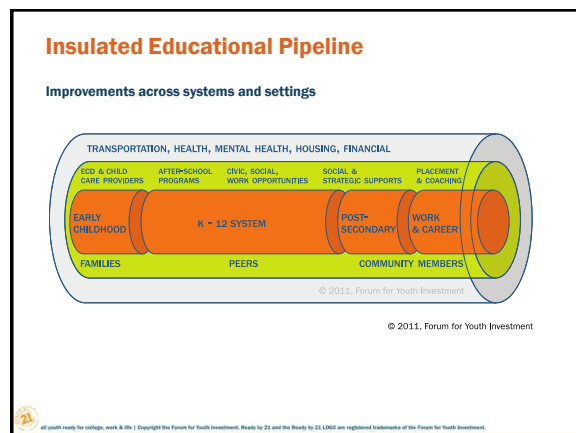 Insulated Educational Pipeline
Improvements across systems and settings
TRANSPORTATION, HEALTH, MENTAL HEALTH, HOUSING, FINANCIAL
ECD & CHILD
CARE PROVIDERS
AFTER-SCHOOL
PROGRAMS
CIVIC, SOCIAL,
WORK OPPORTUNITIES
SOCIAL &
STRATEGIC SUPPORTS
PLACEMENT
& COACHING
EARLY
CHILDHOOD
K – 12 SYSTEM
POST-
SECONDARY
WORK
& CAREER
FAMILIES
PEERS
COMMUNITY MEMBERS
© 2011, Forum for Youth Investment
© 2011, Forum for Youth Investment
21
all youth ready for college, work & life | Copyright the Forum for Youth Investment. Ready by 21 and the Ready by 21 LOGO are registered trademarks of the Forum for Youth Investment.